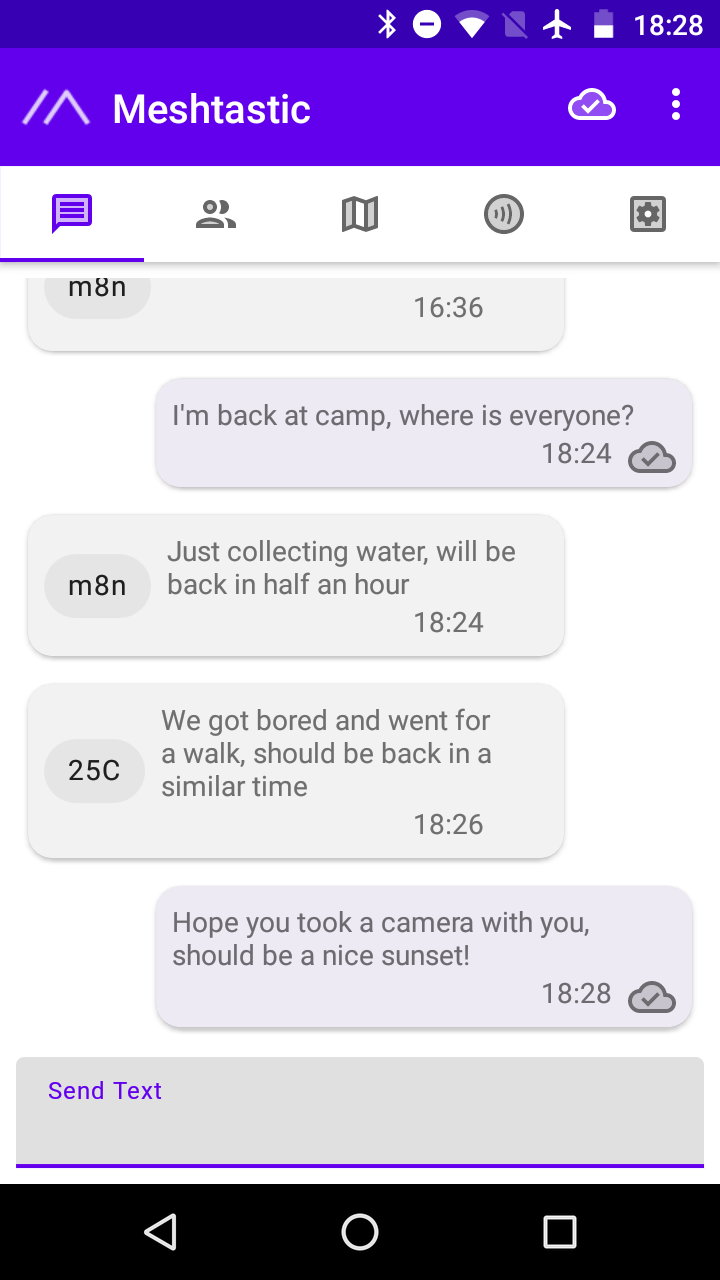 18:28
Meshtastic
m8n
16:36
I'm back at camp, where is everyone?
18:24
Just collecting water, will be
back in half an hour
m8n
18:24
We got bored and went for
a walk, should be back in a
similar time
25C
18:26
Hope you took a camera with you,
should be a nice sunset!
18:28
Send Text